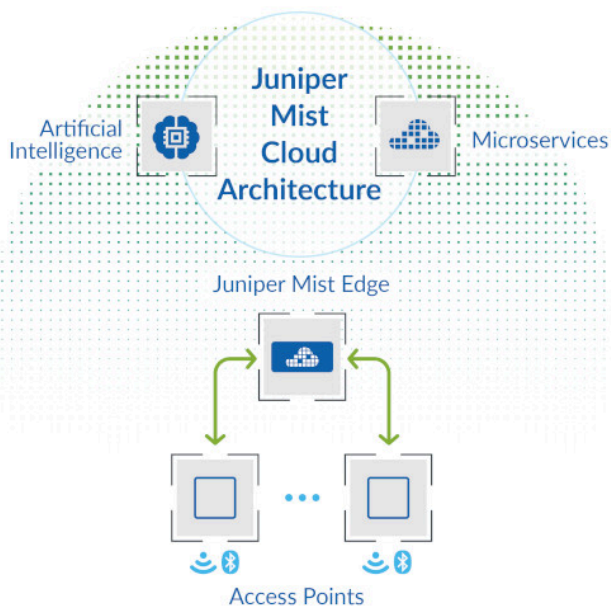 Juniper
Mist
Cloud
Architecture
Artificial
Intelligence
Microservices
Juniper Mist Edge
Access Points